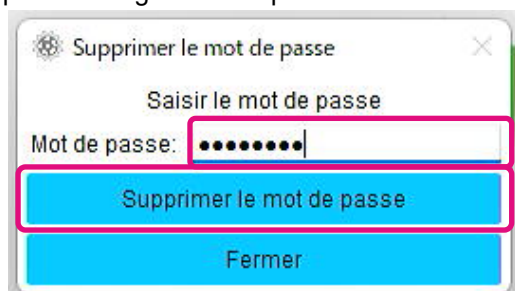 Supprimer le mot de passe
Saisir le mot de passe
Mot de passe: ••••••••
Supprimer le mot de passe
Fermer